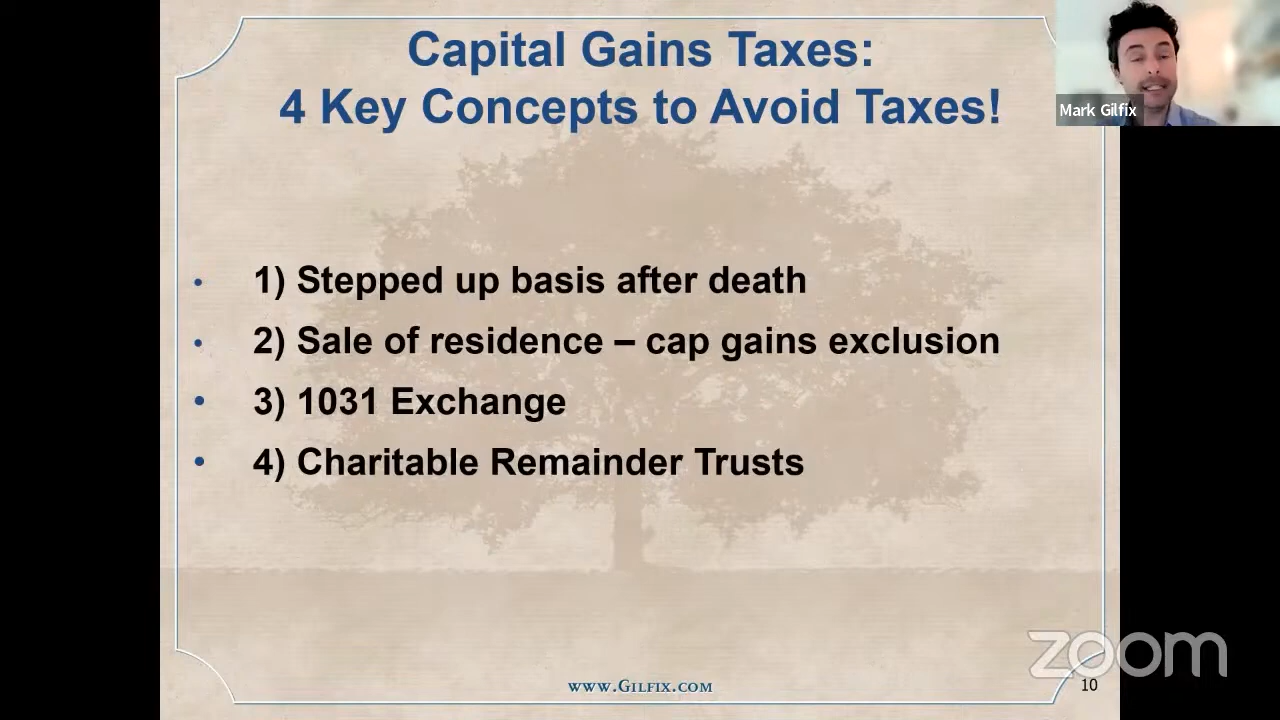 Capital Gains Taxes:
4 Key Concepts to Avoid Taxes!
Mark Gilfix
• 1) Stepped up basis after death
• 2) Sale of residence – cap gains exclusion
• 3) 1031 Exchange
• 4) Charitable Remainder Trusts
zoom
www.Gilfix.com
10